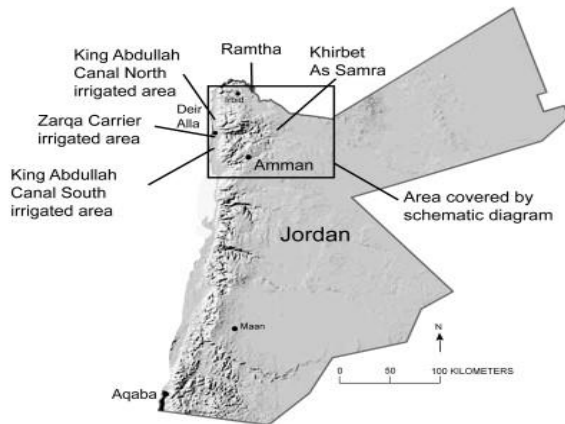 King Abdullah
Canal North
irrigated area
Ramtha
Khirbet
As Samra
Irbid
Deir
Alla
Zarqa Carrier
irrigated area
Amman
King Abdullah
Canal South
irrigated area
Area covered by
schematic diagram
Jordan
Maan
N
0 50 100 KILOMETERS
Aqaba